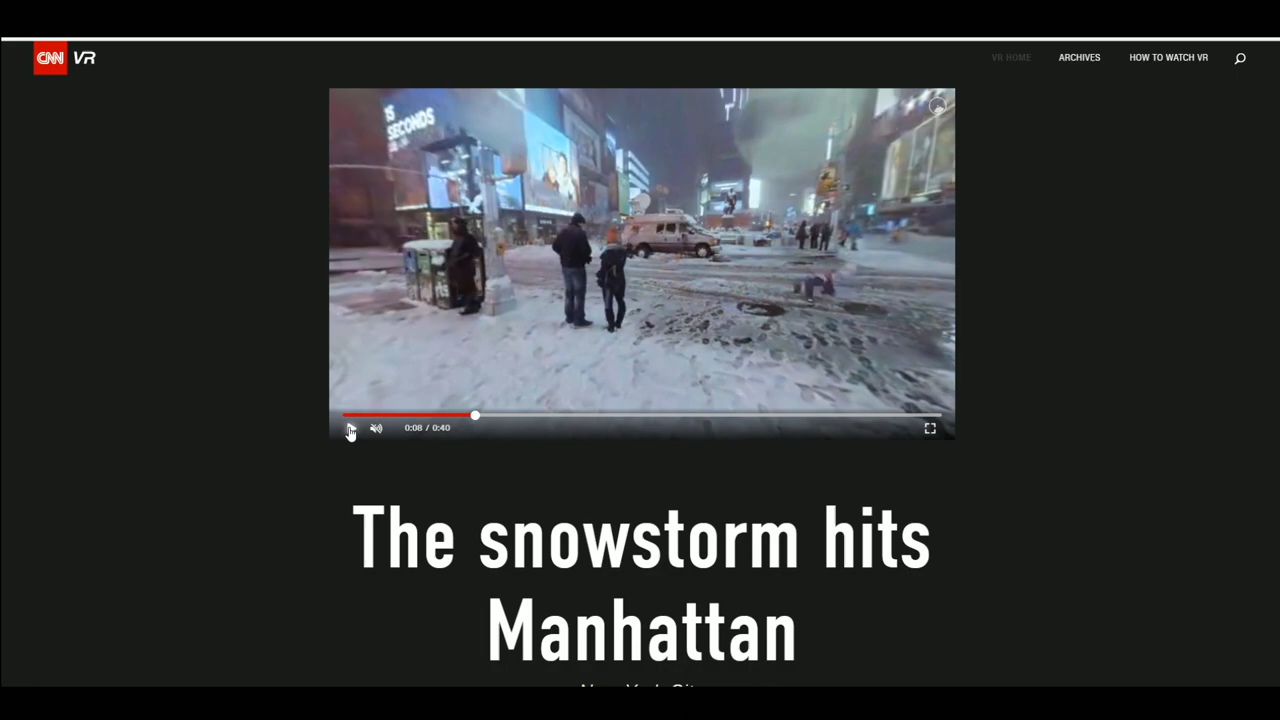 CNN VR
VR HOME ARCHIVES HOW TO WATCH VR
15
SECONDS
0:08 / 0:40
The snowstorm hits
Manhattan